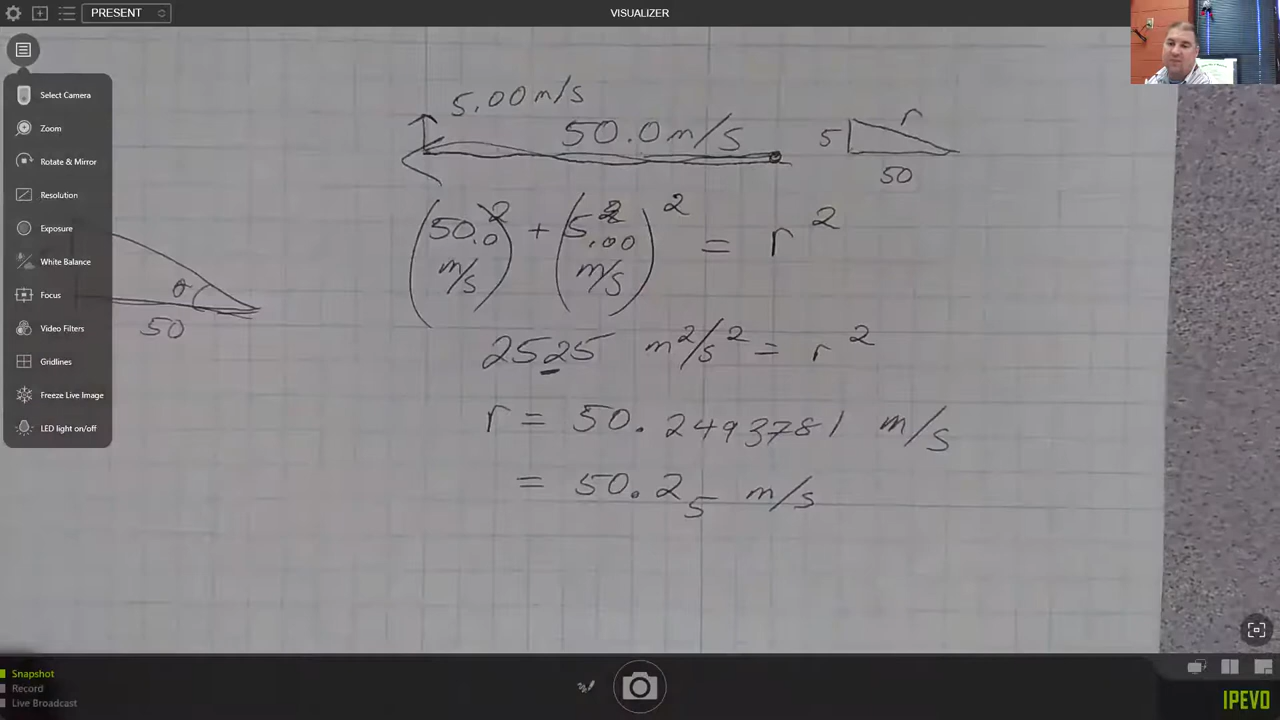 PRESENT
VISUALIZER
Select Camera
Zoom
Rotate & Mirror
Resolution
Exposure
White Balance
Focus
Video Filters
Gridlines
Freeze Live Image
LED light on/off
5.00 m/s
50.0 m/s
5
r
50
(50.0 m/s)² + (5.00 m/s)² = r²
θ
50
2525 m²/s² = r²
r = 50.2493781 m/s
= 50.25 m/s
Snapshot
Record
Live Broadcast
IPEVO